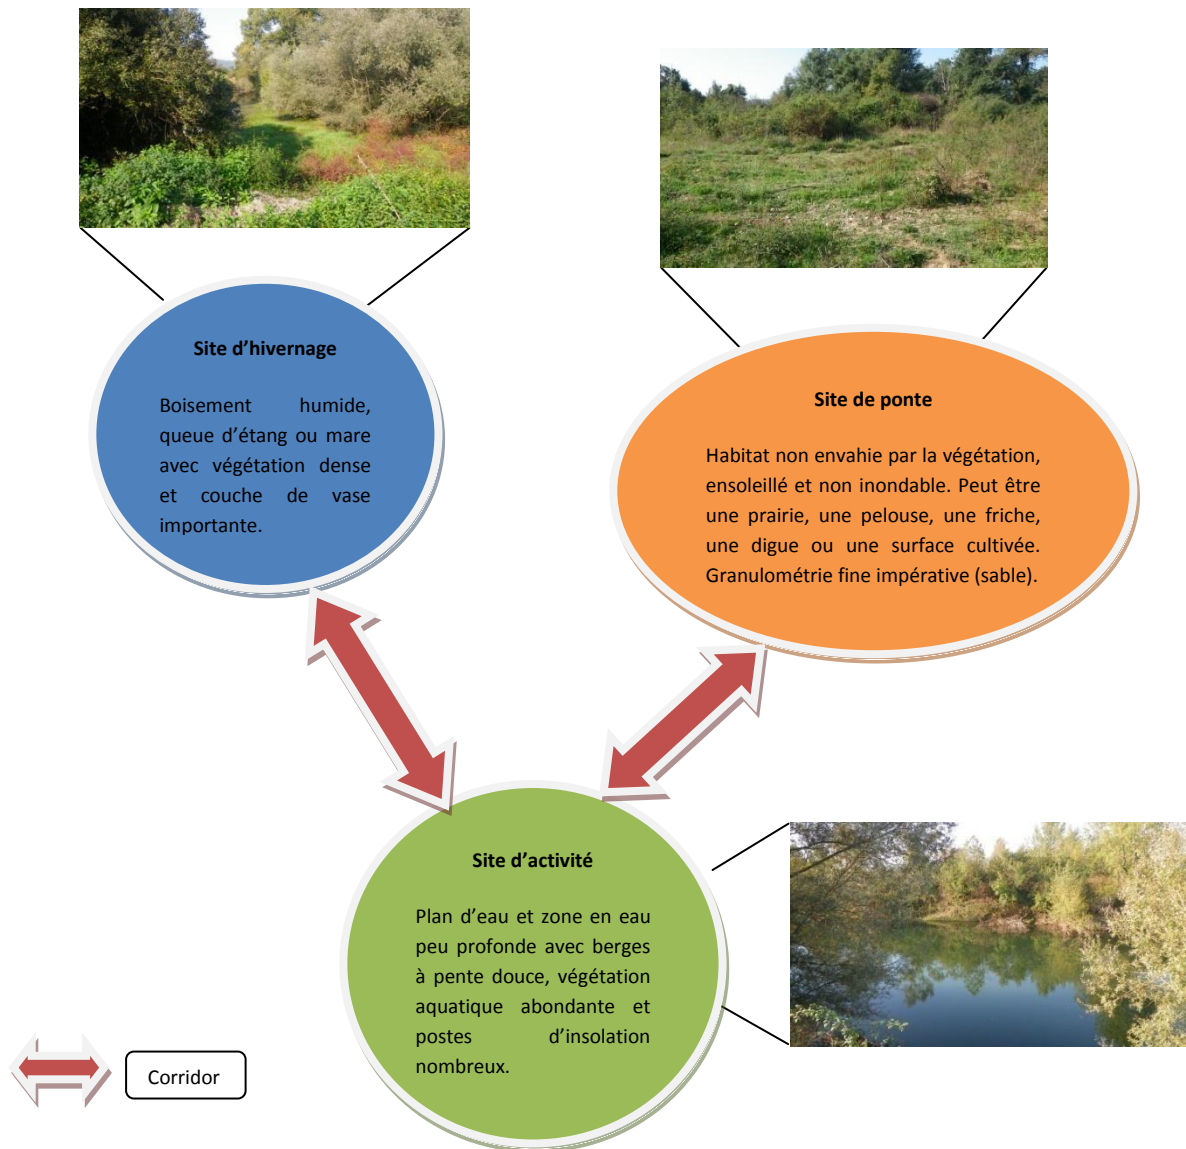 Site d'hivernage
Boisement humide,
queue d'étang ou mare
avec végétation dense
et couche de vase
importante.
Site de ponte
Habitat non envahie par la végétation,
ensoleillé et non inondable. Peut être
une prairie, une pelouse, une friche,
une digue ou une surface cultivée.
Granulométrie fine impérative (sable).
Site d'activité
Plan d'eau et zone en eau
peu profonde avec berges
à pente douce, végétation
aquatique abondante et
postes d'insolation
nombreux.
Corridor